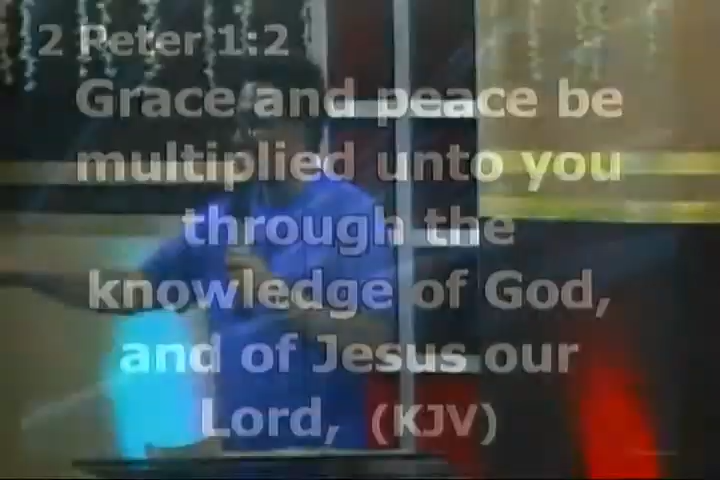 2 Peter 1:2
Grace and peace be
multiplied unto you
through the
knowledge of God,
and of Jesus our
Lord, (KJV)